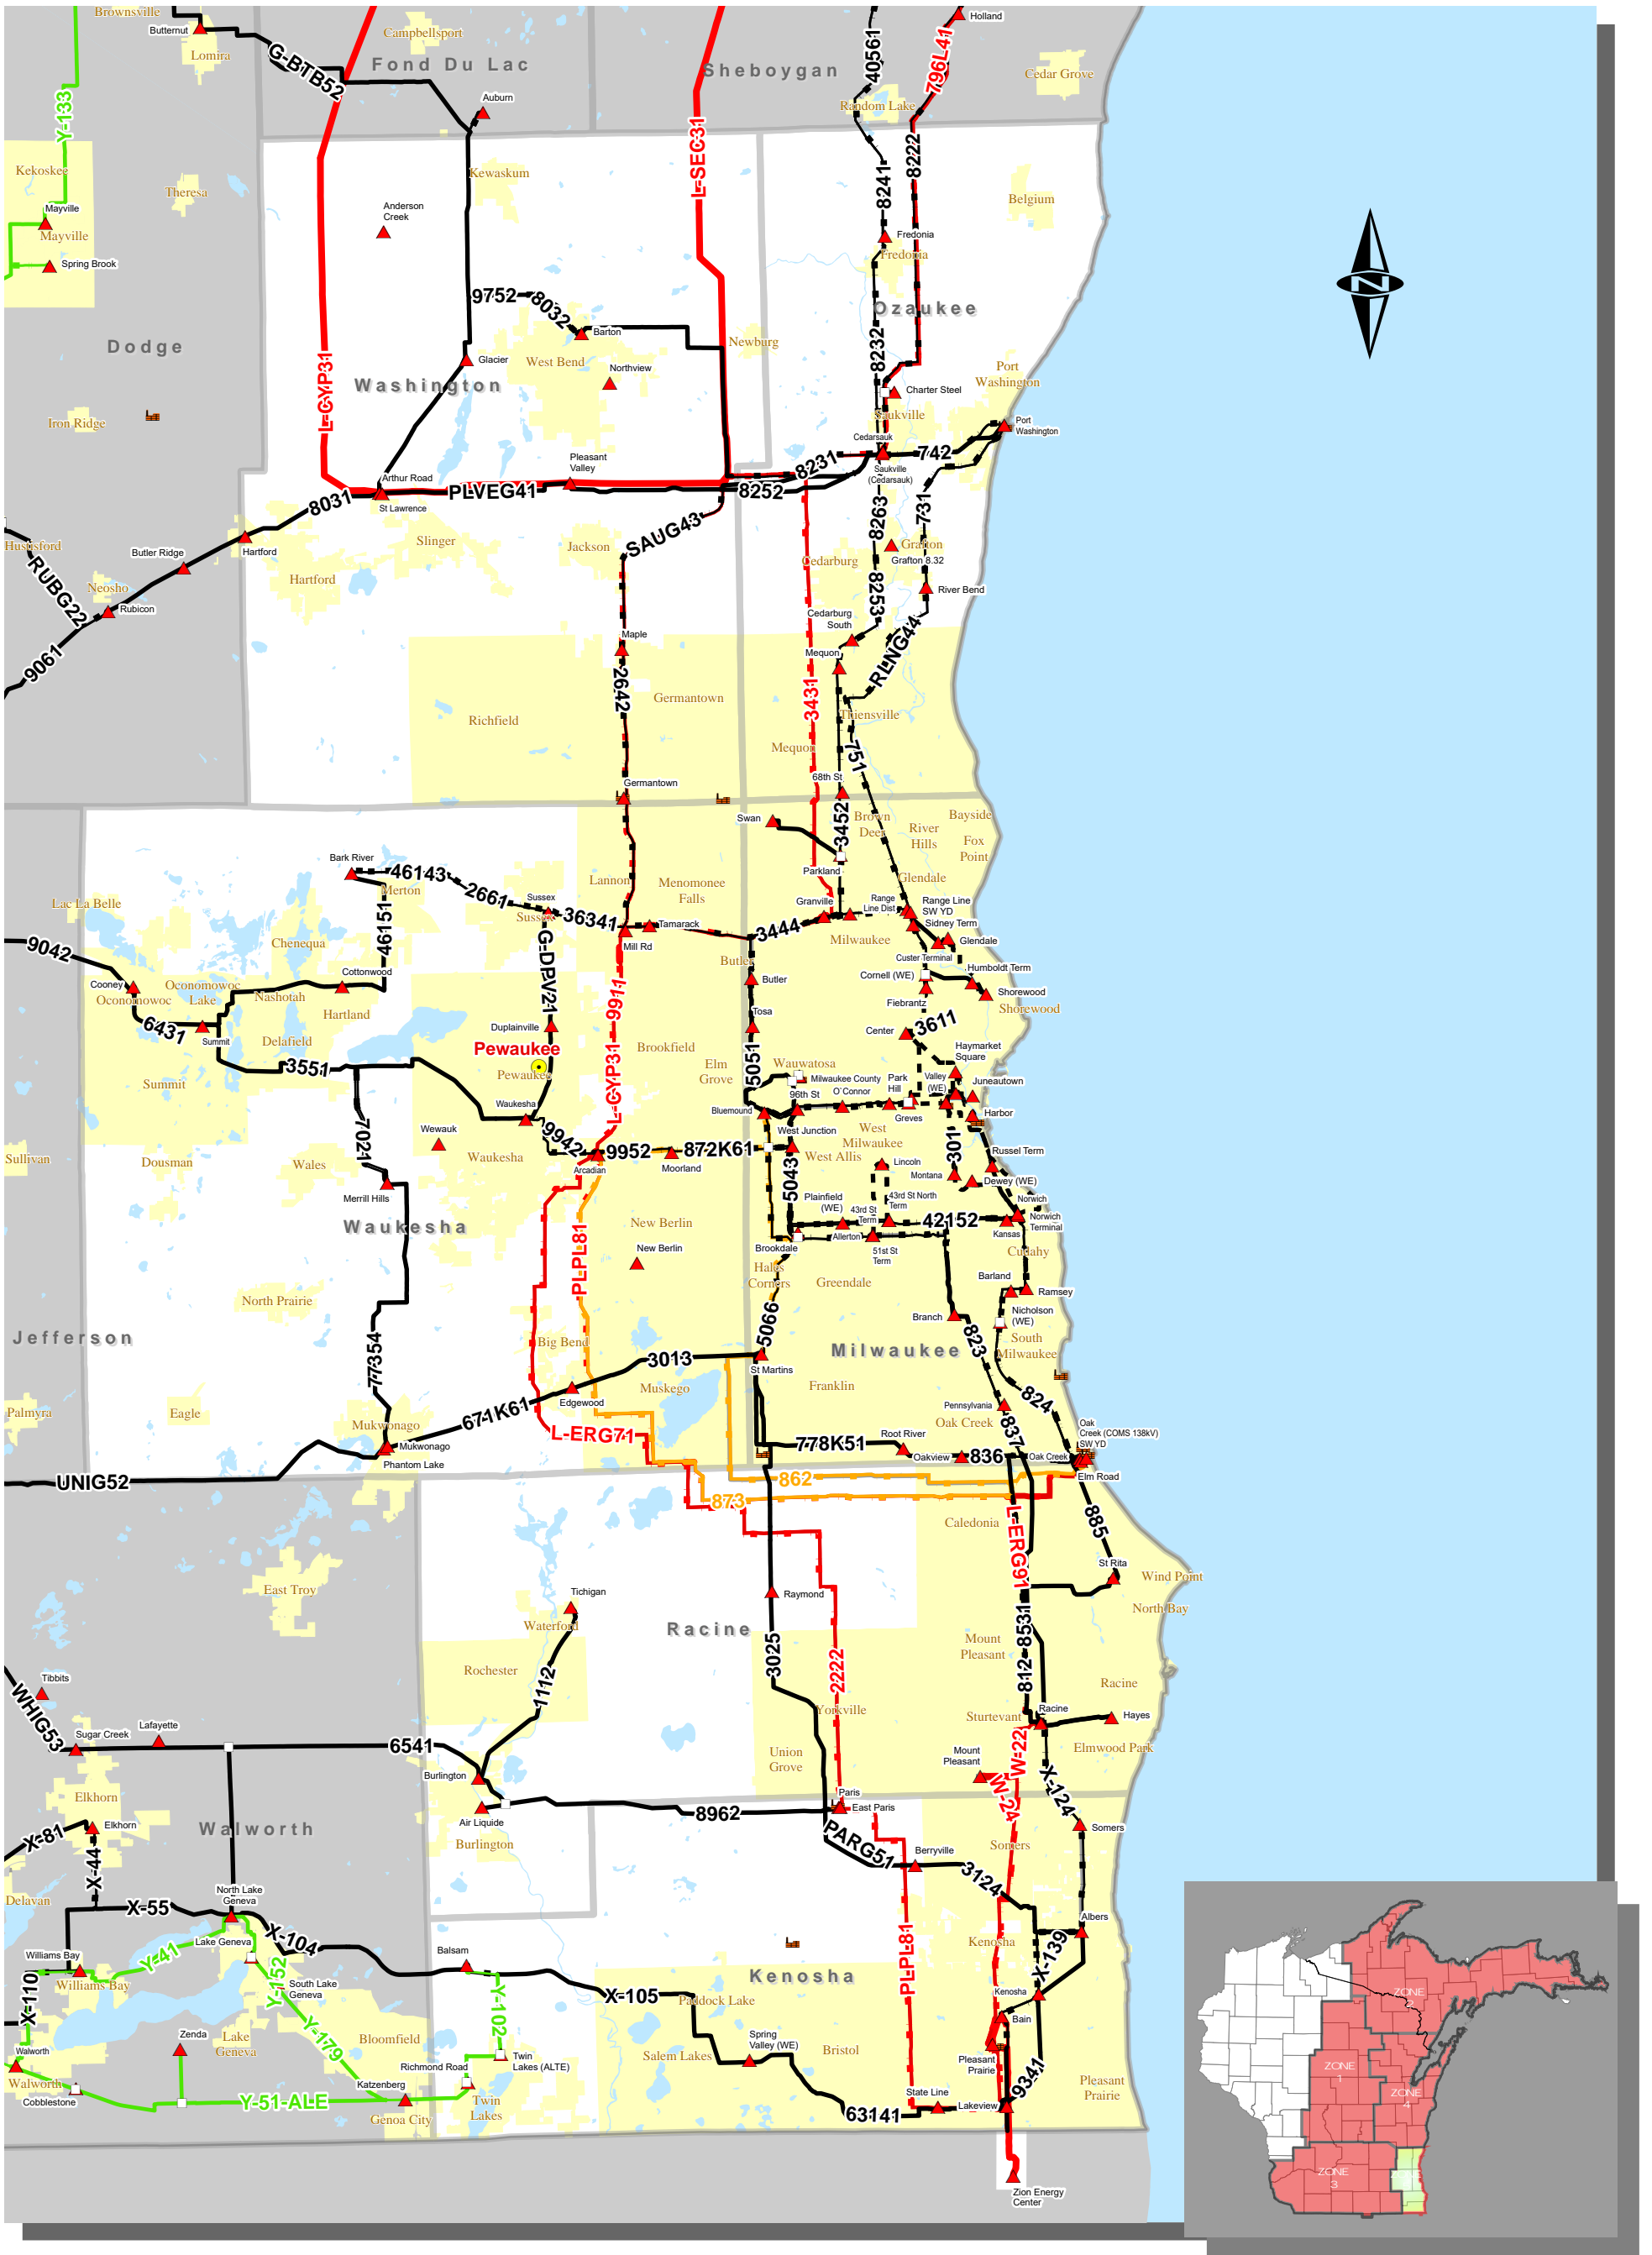 Brownsville
Butternut
Lomira
G-BTB52
Campbellsport
Fond Du Lac
Auburn
Sheboygan
40561
796L41
Holland
Cedar Grove
Random Lake
Y-133
Kekoskee
Mayville
Mayville
Spring Brook
Theresa
Kewaskum
Anderson
Creek
L-SEC31
8241
8222
Fredonia
Fredonia
Belgium
N
Ozaukee
Dodge
9752
8032
Barton
West Bend
Northview
Newburg
8232
Glacier
Washington
L-CYP31
Iron Ridge
Port
Washington
Charter Steel
Saukville
Port
Washington
Cedarsauk
742
Saukville
(Cedarsauk)
8231
8252
Pleasant
Valley
Arthur Road
PLVEG41
St Lawrence
8031
SAUG43
8263
731
Hustisford
RUBG22
Butler Ridge
Hartford
Neosho
Rubicon
Hartford
Slinger
Jackson
Cedarburg
Grafton
Grafton 8.32
8253
River Bend
9061
Cedarburg
South
Mequon
RLNG44
Maple
2642
3431
Germantown
Richfield
Thiensville
Mequon
751
68th St
Germantown
Swan
3452
Brown
Deer
River
Hills
Bayside
Fox
Point
Bark River
46143
Merton
2661
Sussex
Sussex
36341
Lannon
Menomonee
Falls
Parkland
Glendale
Lac La Belle
46151
Chenequa
Tamarack
Mill Rd
3444
Granville
Range
Line Dist
Range Line
SW YD
Sidney Term
Glendale
Milwaukee
9042
G-DPV21
Butler
Butler
Custer Terminal
Cornell (WE)
Humboldt Term
Cooney
Oconomowoc
Oconomowoc
Lake
Nashotah
Cottonwood
Hartland
Fiebrantz
Shorewood
Shorewood
6431
Summit
Delafield
Duplainville
9911
Tosa
Center
3611
3551
Pewaukee
Pewaukee
Brookfield
Elm
Grove
5051
Wauwatosa
Haymarket
Square
Summit
Milwaukee County
96th St
O`Connor
Park
Hill
Valley
(WE)
Juneautown
L-CYP31
Waukesha
Bluemound
Greves
Harbor
Wewauk
9942
Waukesha
7021
West Junction
West
Milwaukee
301
Sullivan
Dousman
Wales
9952
872K61
Arcadian
Moorland
West Allis
Russel Term
Lincoln
Montana
Dewey (WE)
Merrill Hills
5043
Plainfield
(WE)
43rd St
Term
43rd St North
Term
Norwich
Norwich
Terminal
Waukesha
New Berlin
42152
Kansas
PLPL81
New Berlin
Brookdale
Allerton
51st St
Term
Cudahy
Hales
Corners
Greendale
Barland
Ramsey
North Prairie
Jefferson
Big Bend
5066
Branch
Nicholson
(WE)
South
Milwaukee
823
Milwaukee
77354
3013
St Martins
Franklin
Eagle
Palmyra
Mukwonago
671K61
Edgewood
Muskego
824
Pennsylvania
Oak Creek
837
Mukwonago
Phantom Lake
L-ERG71
778K51
Root River
Oakview
836
Oak Creek
Oak
Creek (COMS 138kV)
SW YD
Elm Road
UNIG52
862
873
885
Caledonia
L-ERG91
St Rita
Wind Point
North Bay
East Troy
Tichigan
Waterford
Raymond
Racine
Rochester
1112
3025
2222
8531
Mount
Pleasant
812
Tibbits
WHIG53
Racine
Yorkville
Lafayette
Sugar Creek
Sturtevant
Racine
Hayes
6541
Union
Grove
Elmwood Park
W-22
Mount
Pleasant
Burlington
W-24
X-124
Elkhorn
Elkhorn
Air Liquide
8962
Paris
East Paris
Walworth
X-81
Burlington
PARG51
Somers
Somers
X-44
Berryville
3124
Delavan
North Lake
Geneva
X-55
X-104
Albers
Lake Geneva
Y-41
Williams Bay
Williams Bay
Balsam
PLPL81
Kenosha
X-139
Y-152
South Lake
Geneva
Kenosha
X-110
Y-102
X-105
Paddock Lake
Kenosha
Bain
Zenda
Lake
Geneva
Y-179
Bloomfield
Spring
Valley (WE)
Bristol
Walworth
Walworth
Richmond Road
Twin
Lakes (ALTE)
Salem Lakes
Pleasant
Prairie
Cobblestone
Katzenberg
9341
Pleasant
Prairie
Y-51-ALE
Genoa City
Twin
Lakes
63141
State Line
Lakeview
Zion Energy
Center
ZONE
2
ZONE
1
ZONE
4
ZONE
3